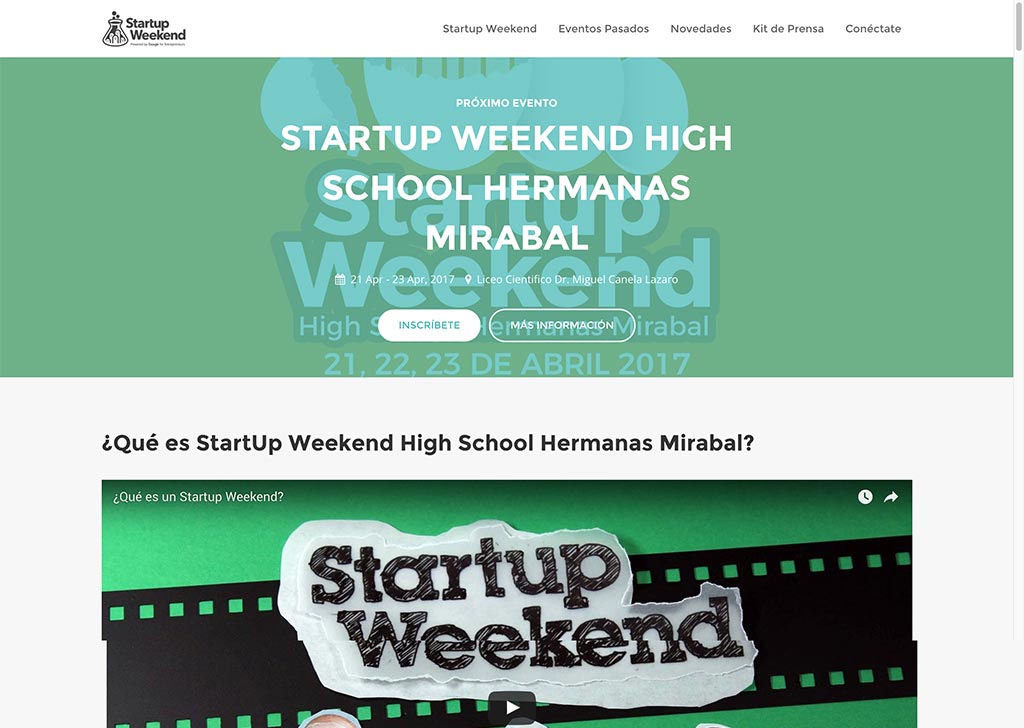 Startup
Weekend
Powered by Google for Entrepreneurs
Startup Weekend
Eventos Pasados
Novedades
Kit de Prensa
Conéctate
PRÓXIMO EVENTO
STARTUP WEEKEND HIGH
SCHOOL HERMANAS
MIRABAL
Startup
Weekend
21 Apr - 23 Apr, 2017
Liceo Cientifico Dr. Miguel Canela Lazaro
High S Hermanas Mirabal
INSCRÍBETE
MÁS INFORMACIÓN
21, 22, 23 DE ABRIL 2017
¿Qué es StartUp Weekend High School Hermanas Mirabal?
¿Qué es un Startup Weekend?
Startup
Weekend